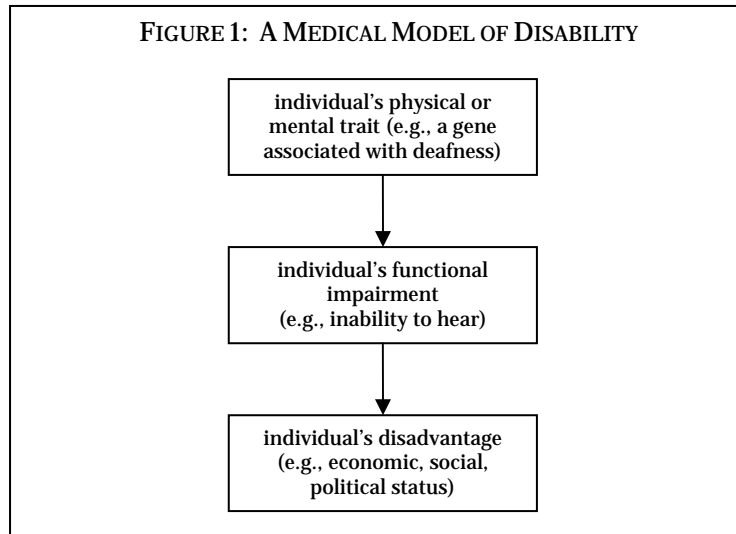 FIGURE 1: A MEDICAL MODEL OF DISABILITY
individual's physical or
mental trait (e.g., a gene
associated with deafness)
individual's functional
impairment
(e.g., inability to hear)
individual's disadvantage
(e.g., economic, social,
political status)